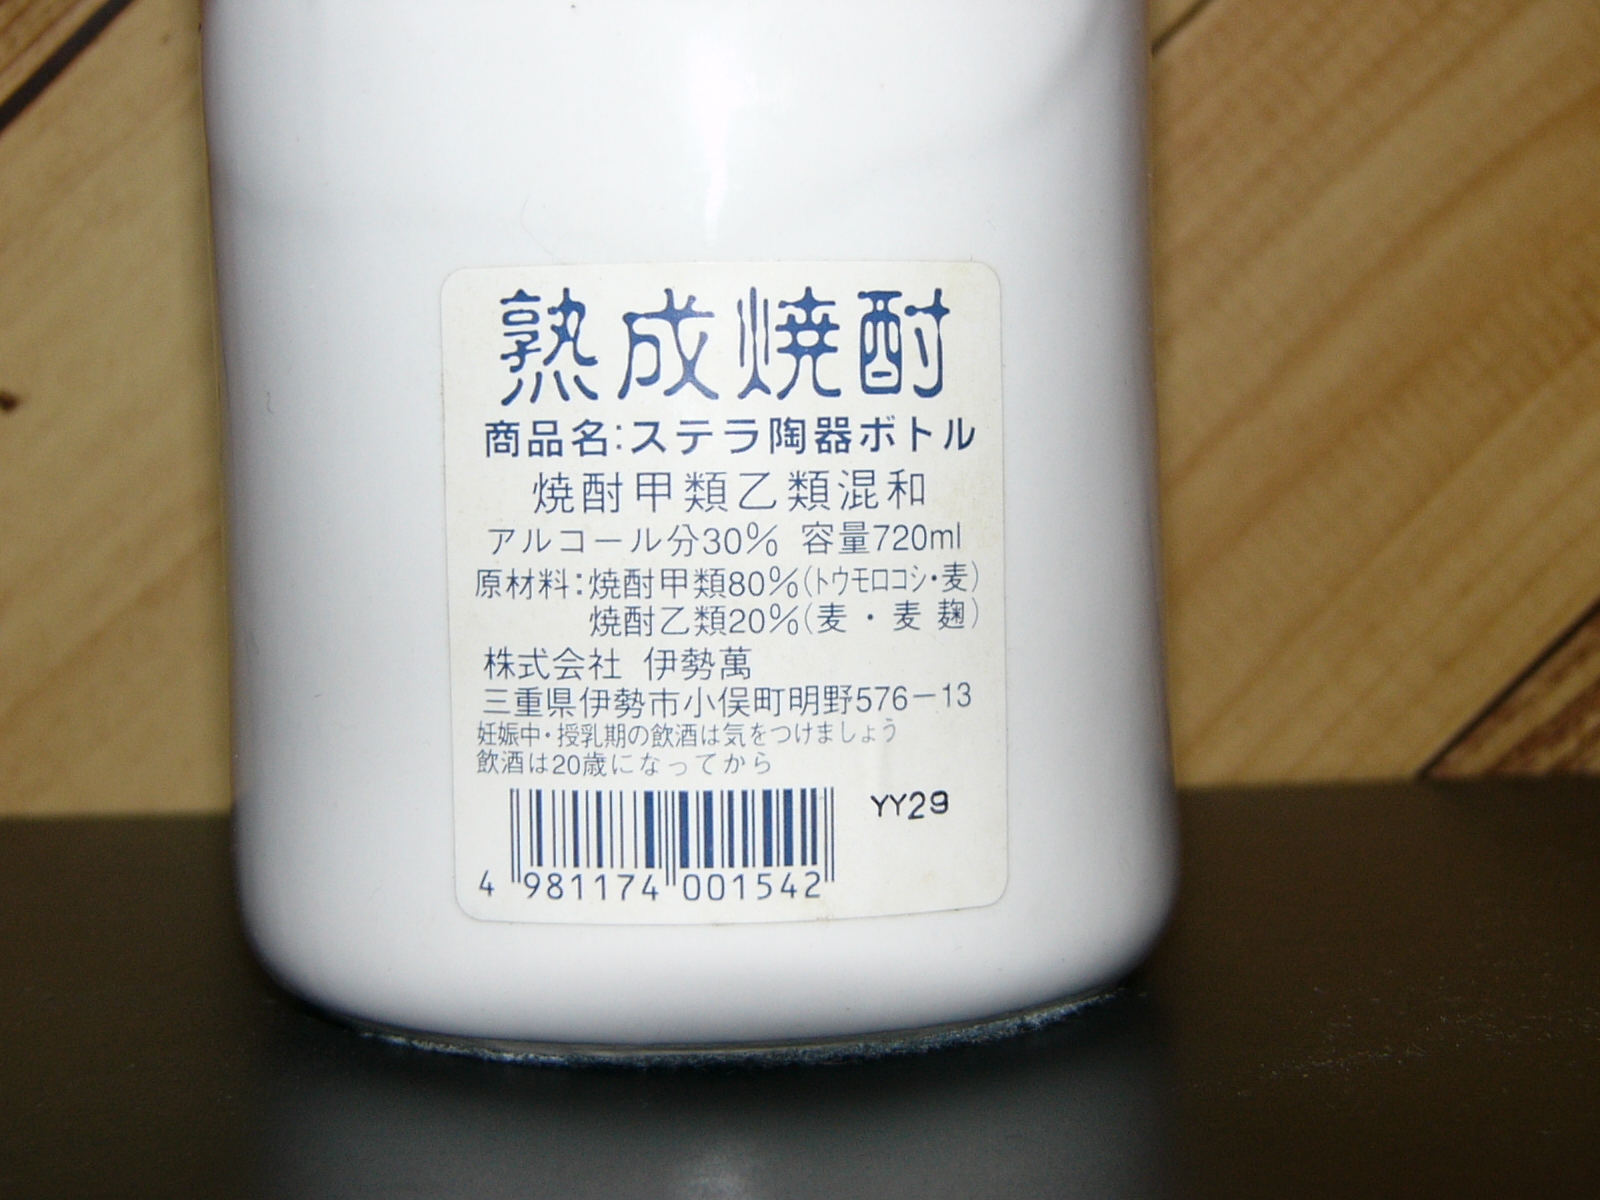 熟成焼酎
商品名:ステラ陶器ボトル
焼酎甲類乙類混和
アルコール分30% 容量720ml
原材料:焼酎甲類80%(トウモロコシ・麦)
焼酎乙類20%(麦・麦麹)
株式会社 伊勢萬
三重県伊勢市小俣町明野576-13
妊娠中・授乳期の飲酒は気をつけましょう
飲酒は20歳になってから
YY29
4 981174 001542